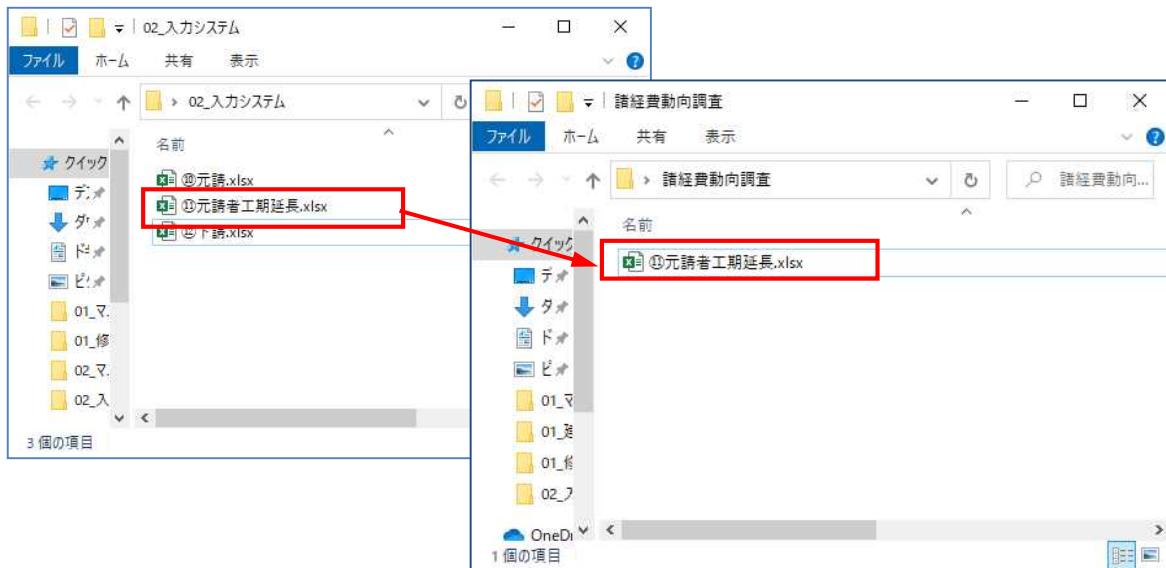 02_入力システム
ファイル ホーム 共有 表示
02_入力システム
名前
クイック
⑩元請.xlsx
⑪元請者工期延長.xlsx
⑫下請.xlsx
01_マ.
01_修
02_マ.
02_入
3 個の項目
諸経費動向調査
ファイル ホーム 共有 表示
諸経費動向調査
諸経費動向...
名前
クイック
⑪元請者工期延長.xlsx
デ
ダ
ド
ピ
01_マ
01_建
01_修
02_入
OneDr
1 個の項目